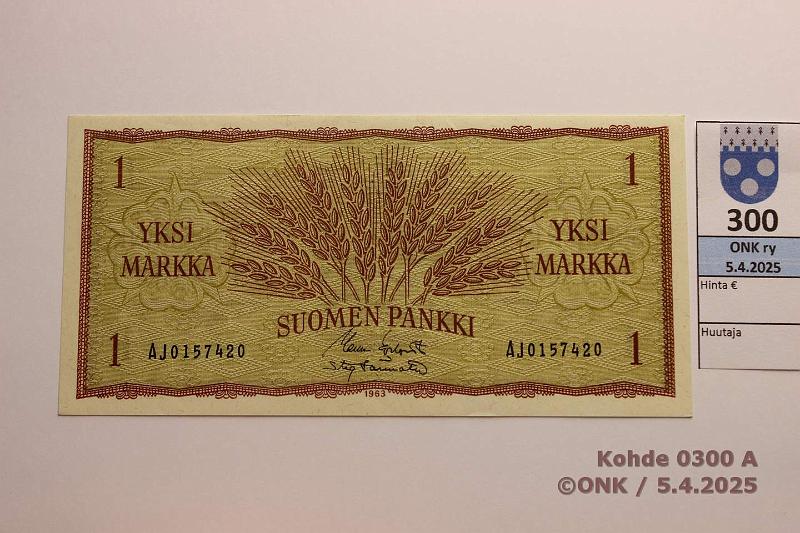 1
1
YKSI
MARKKA
YKSI
MARKKA
SUOMEN PANKKI
1
AJ0157420
AJ0157420
1
1963
300
ONK ry
5.4.2025
Hinta €
Huutaja
Kohde 0300 A
©ONK / 5.4.2025